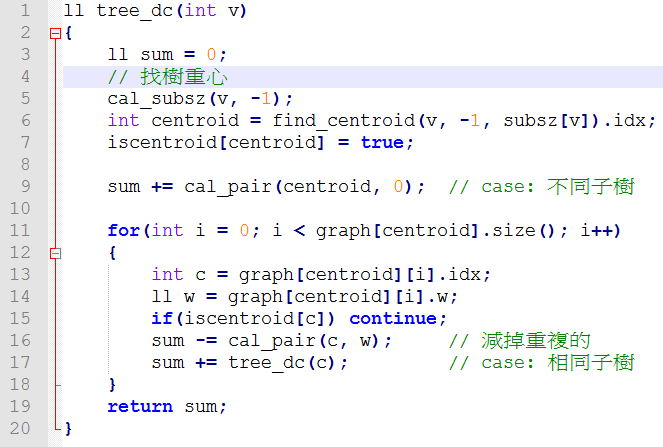 1 ll tree_dc(int v)
2 {
3 ll sum = 0;
4 // 找樹重心
5 cal_subsz(v, -1);
6 int centroid = find_centroid(v, -1, subsz[v]).idx;
7 iscentroid[centroid] = true;
8
9 sum += cal_pair(centroid, 0); // case: 不同子樹
10
11 for(int i = 0; i < graph[centroid].size(); i++)
12 {
13 int c = graph[centroid][i].idx;
14 ll w = graph[centroid][i].w;
15 if(iscentroid[c]) continue;
16 sum -= cal_pair(c, w); // 減掉重複的
17 sum += tree_dc(c); // case: 相同子樹
18 }
19 return sum;
20 }